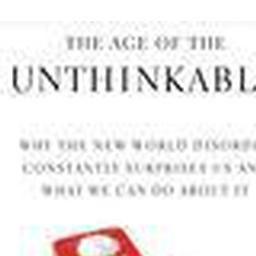 THE AGE OF THE
UNTHINKABL
WHY THE NEW WORLD DISORDE
CONSTANTLY SURPRISES US AN
WHAT WE CAN DO ABOUT IT